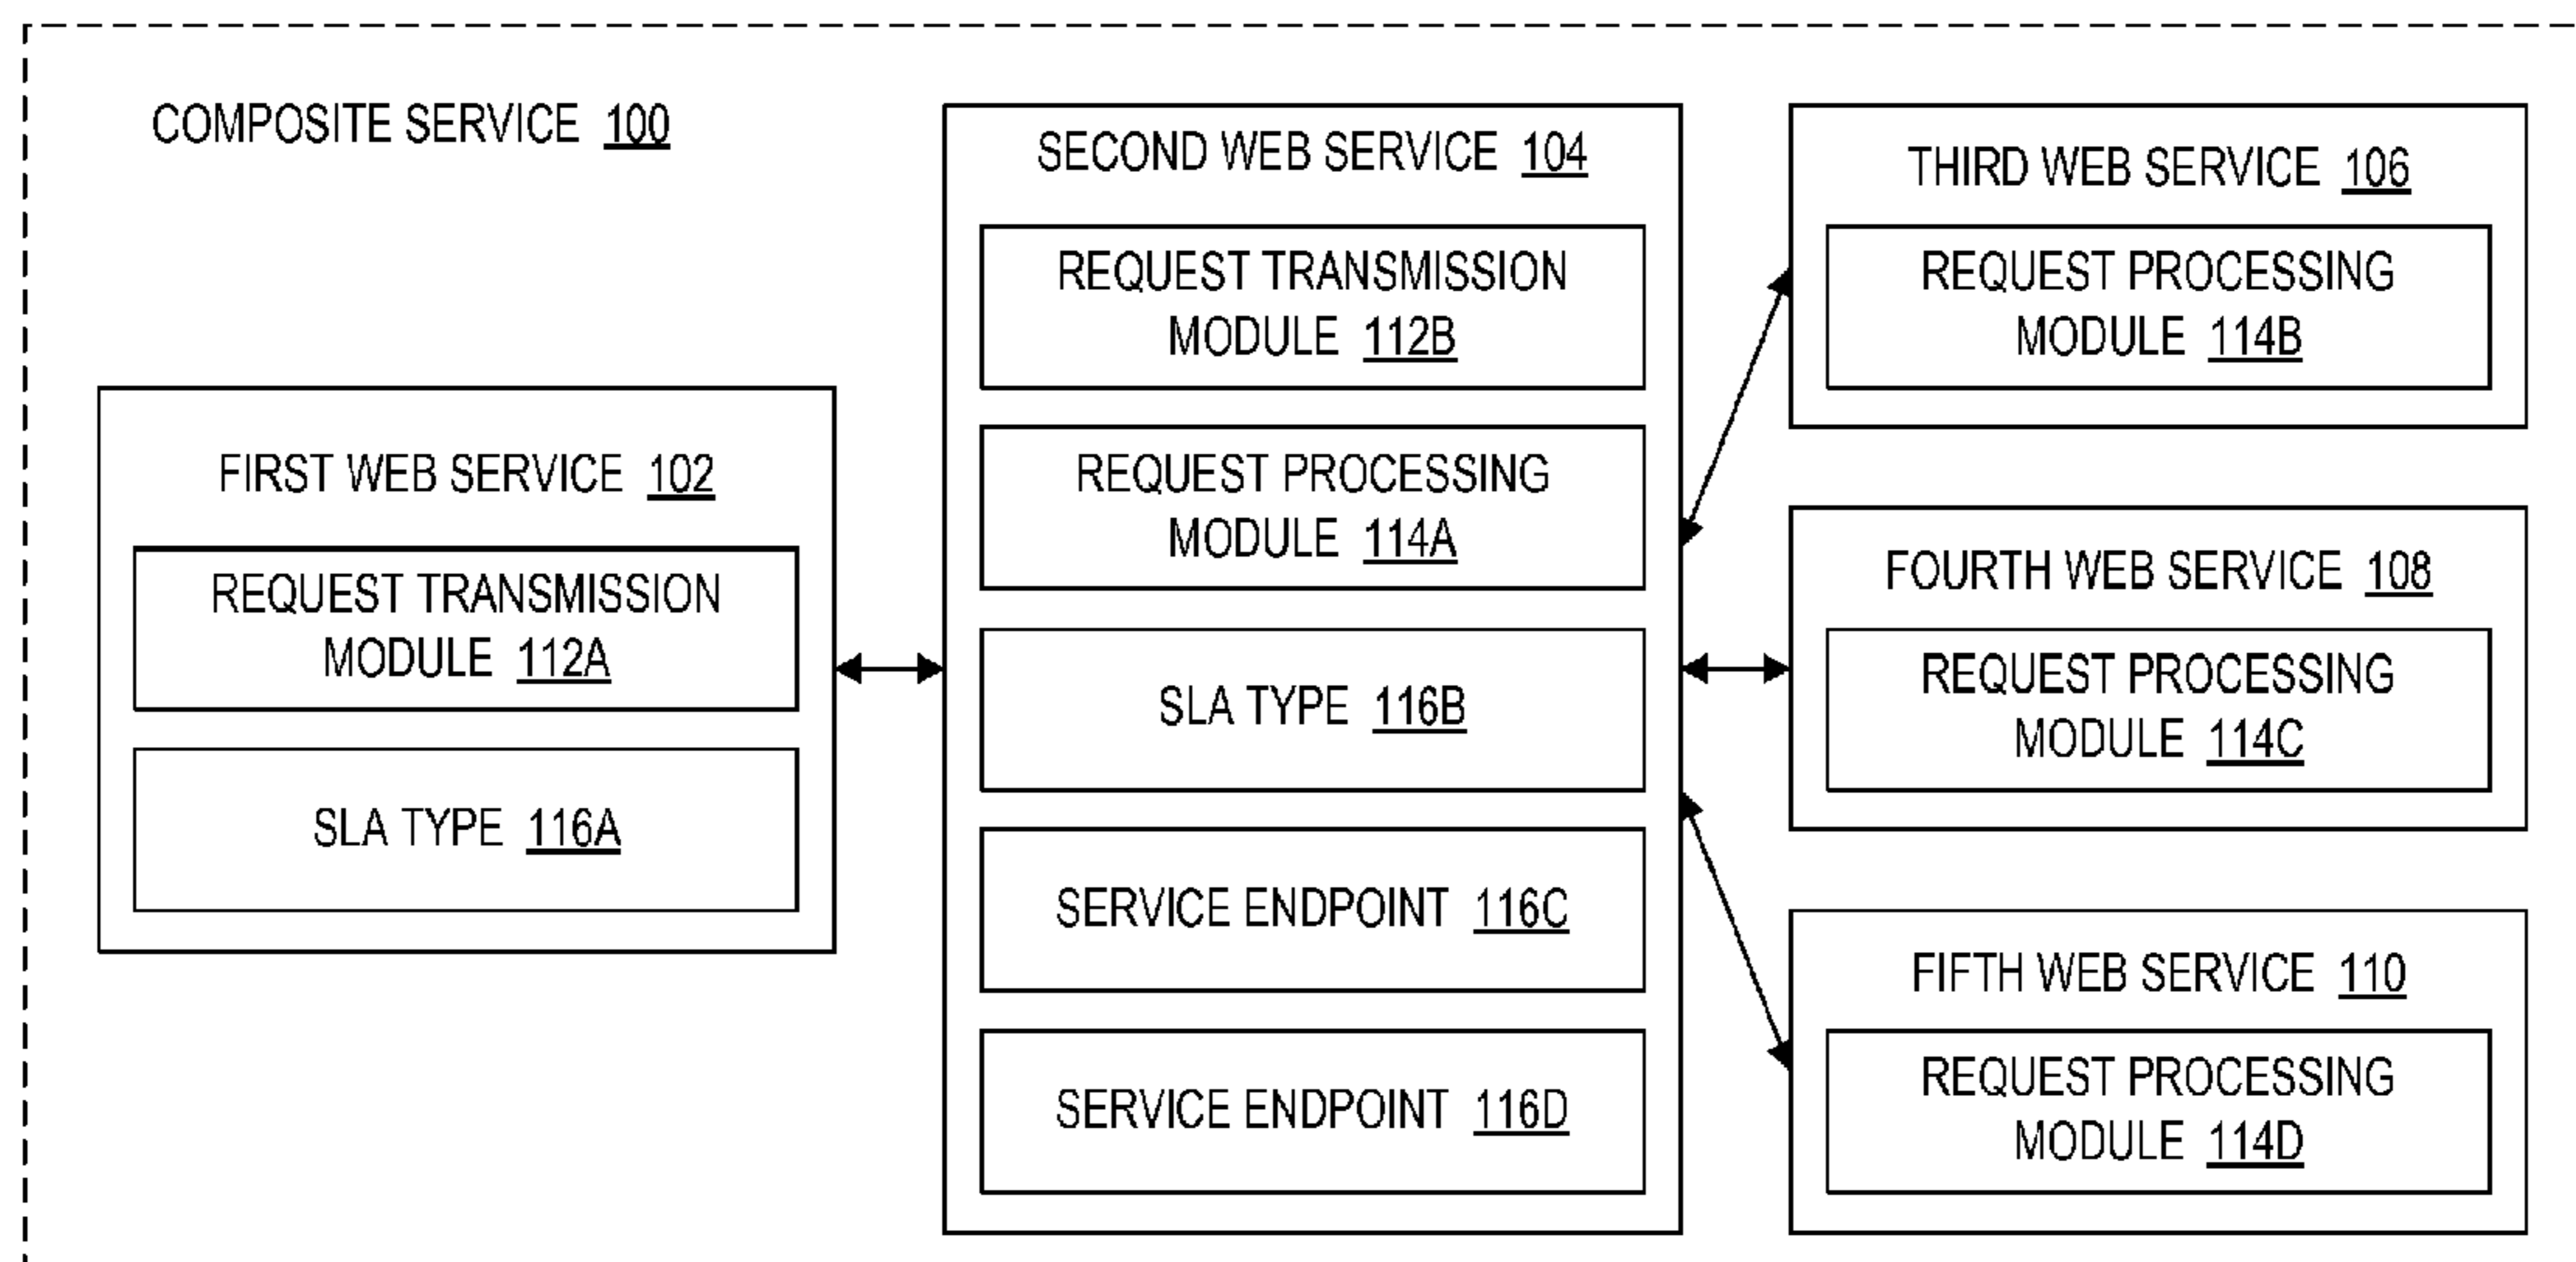 COMPOSITE SERVICE 100
FIRST WEB SERVICE 102
REQUEST TRANSMISSION
MODULE 112A
SLA TYPE 116A
SECOND WEB SERVICE 104
REQUEST TRANSMISSION
MODULE 112B
REQUEST PROCESSING
MODULE 114A
SLA TYPE 116B
SERVICE ENDPOINT 116C
SERVICE ENDPOINT 116D
THIRD WEB SERVICE 106
REQUEST PROCESSING
MODULE 114B
FOURTH WEB SERVICE 108
REQUEST PROCESSING
MODULE 114C
FIFTH WEB SERVICE 110
REQUEST PROCESSING
MODULE 114D